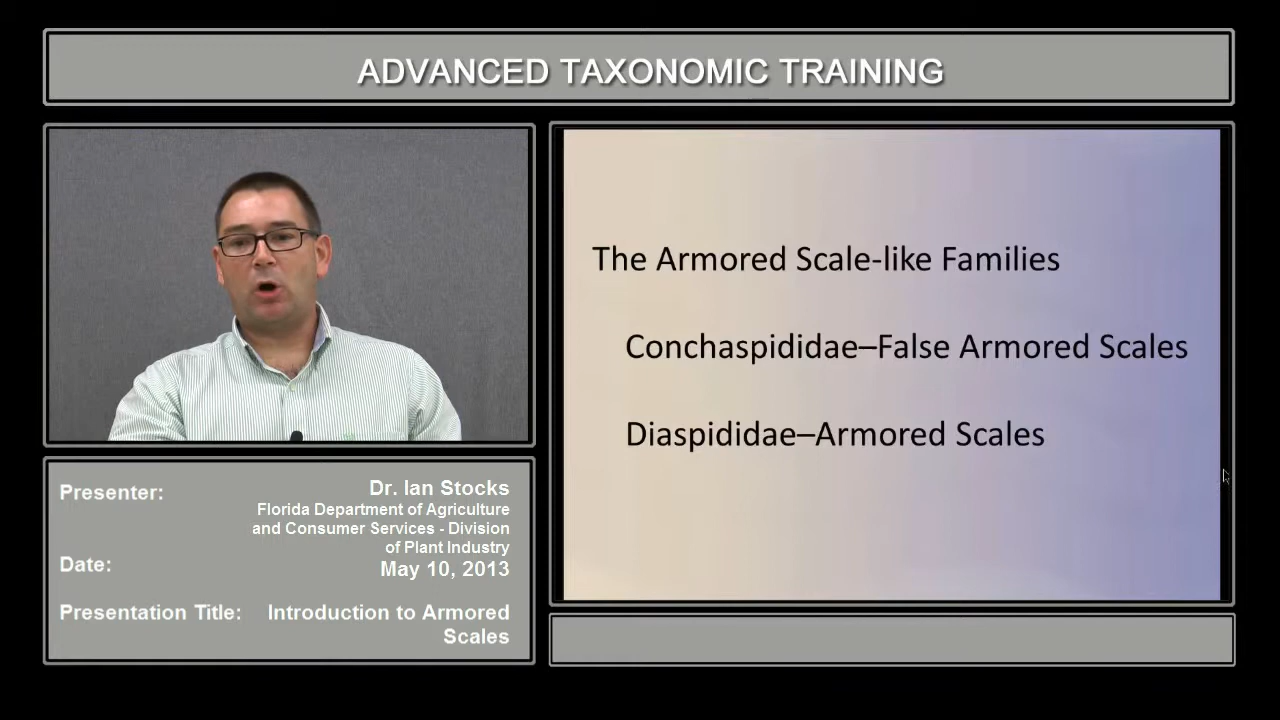 ADVANCED TAXONOMIC TRAINING
The Armored Scale-like Families
Conchaspididae–False Armored Scales
Diaspididae–Armored Scales
Presenter: Dr. Ian Stocks
Florida Department of Agriculture
and Consumer Services - Division
of Plant Industry
Date: May 10, 2013
Presentation Title: Introduction to Armored
Scales